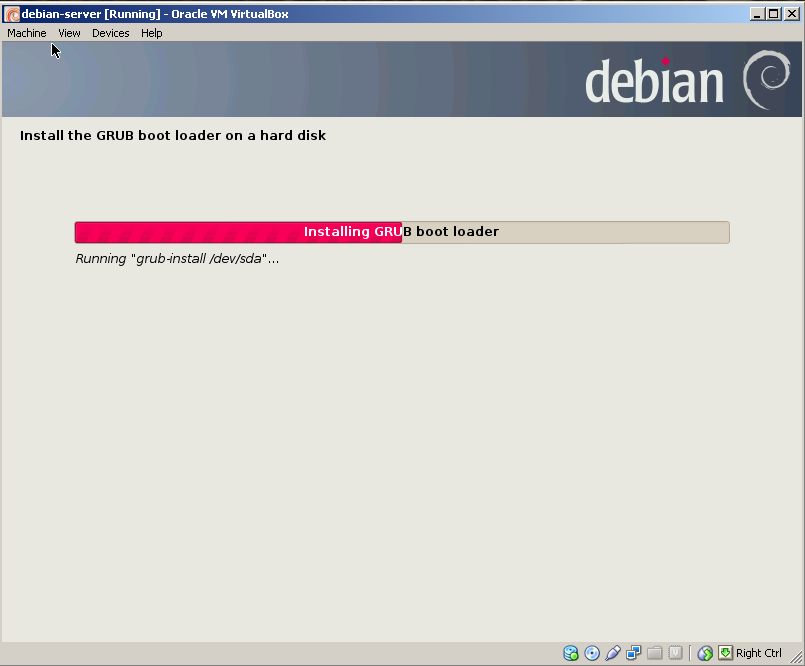 debian-server [Running] - Oracle VM VirtualBox
Machine View Devices Help
debian
Install the GRUB boot loader on a hard disk
Installing GRUB boot loader
Running "grub-install /dev/sda"...
Right Ctrl